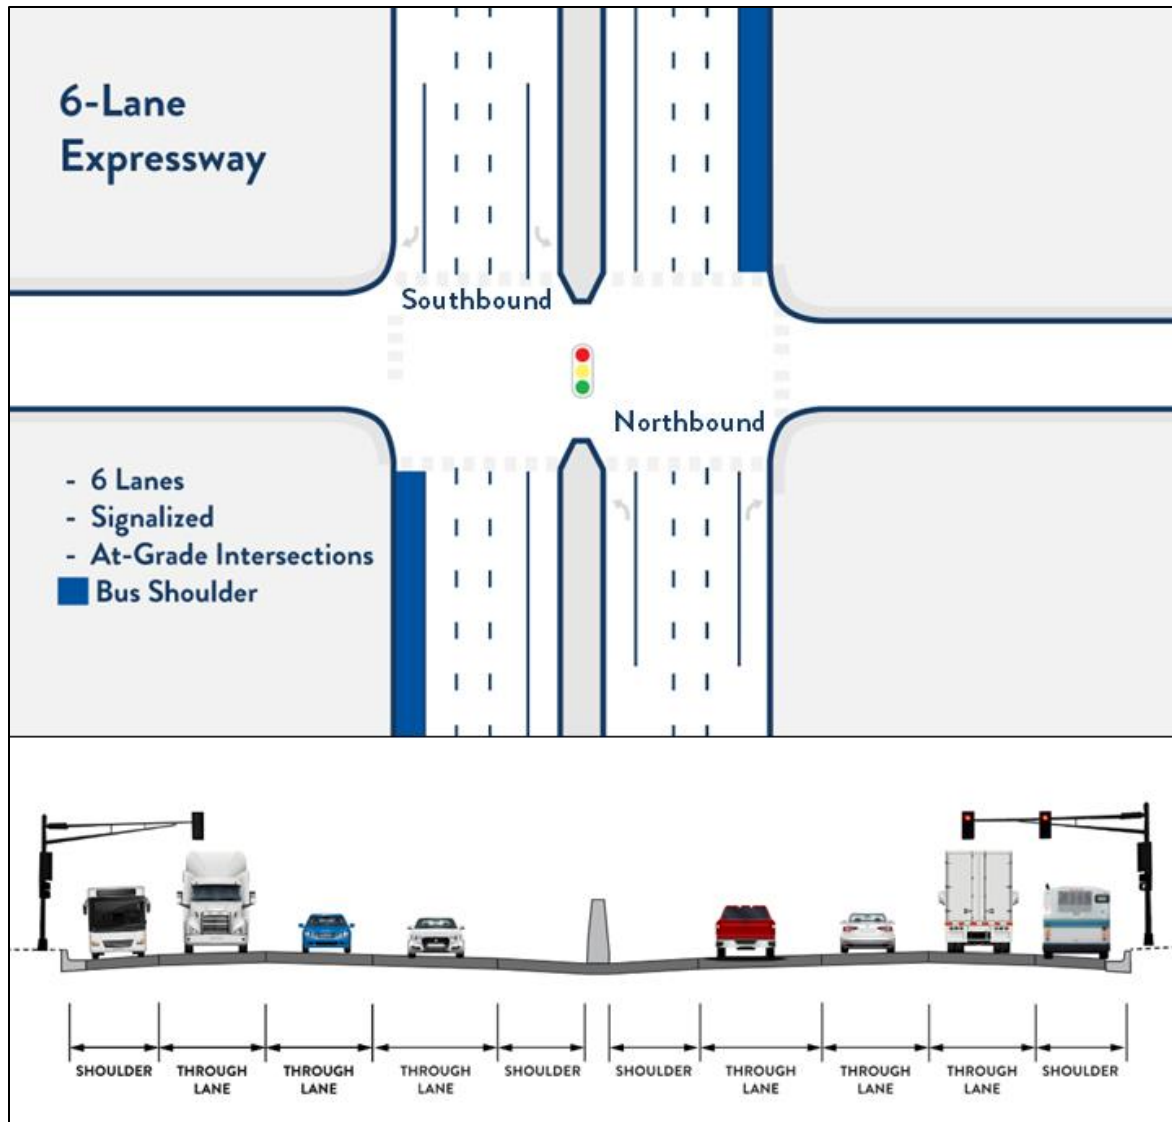 6-Lane
Expressway
Southbound
Northbound
- 6 Lanes
- Signalized
- At-Grade Intersections
Bus Shoulder
SHOULDER THROUGH LANE THROUGH LANE THROUGH LANE SHOULDER SHOULDER THROUGH LANE THROUGH LANE THROUGH LANE SHOULDER